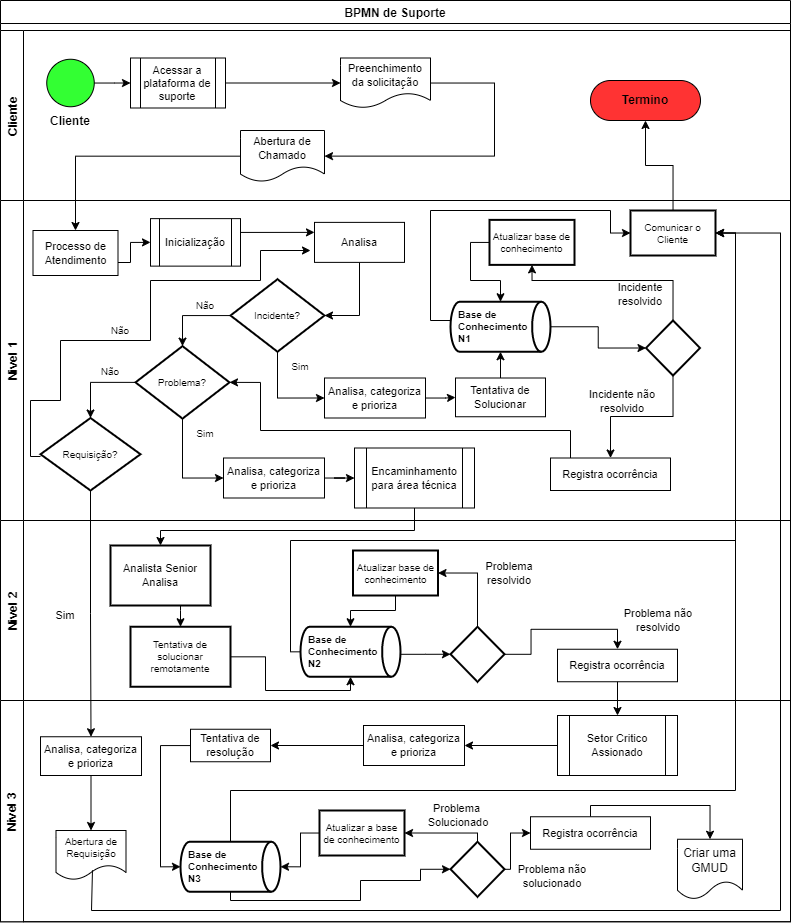 BPMN de Suporte
Cliente
Cliente
Acessar a
plataforma de
suporte
Preenchimento
da solicitação
Abertura de
Chamado
Termino
Nivel 1
Processo de
Atendimento
Inicialização
Analisa
Atualizar base de
conhecimento
Comunicar o
Cliente
Incidente
resolvido
Não
Incidente?
Base de
Conhecimento
N1
Não
Sim
Não
Problema?
Analisa, categoriza
e prioriza
Tentativa de
Solucionar
Incidente não
resolvido
Sim
Requisição?
Analisa, categoriza
e prioriza
Encaminhamento
para área técnica
Registra ocorrência
Nivel 2
Analista Senior
Analisa
Atualizar base de
conhecimento
Problema
resolvido
Sim
Tentativa de
solucionar
remotamente
Base de
Conhecimento
N2
Problema não
resolvido
Registra ocorrência
Nivel 3
Analisa, categoriza
e prioriza
Tentativa de
resolução
Analisa, categoriza
e prioriza
Setor Critico
Assionado
Abertura de
Requisição
Base de
Conhecimento
N3
Atualizar a base
de conhecimento
Problema
Solucionado
Registra ocorrência
Problema não
solucionado
Criar uma
GMUD